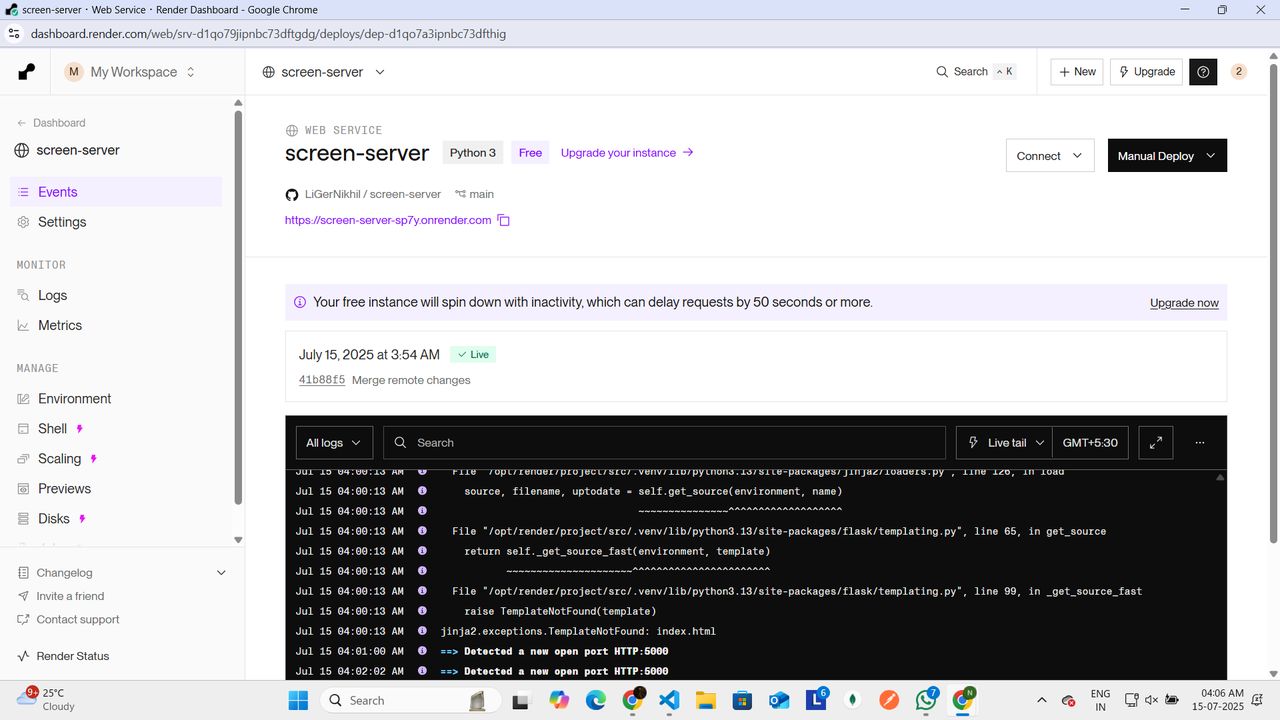 screen-server · Web Service · Render Dashboard - Google Chrome
dashboard.render.com/web/srv-d1qo79jipnbc73dftgdg/deploys/dep-d1qo7a3ipnbc73dfthig
M My Workspace
screen-server
Search ^ K
+ New
Upgrade
2
← Dashboard
screen-server
Events
Settings
MONITOR
Logs
Metrics
MANAGE
Environment
Shell
Scaling
Previews
Disks
Changelog
Invite a friend
Contact support
Render Status
WEB SERVICE
screen-server Python 3 Free Upgrade your instance →
Connect
Manual Deploy
LiGerNikhil / screen-server main
https://screen-server-sp7y.onrender.com
Your free instance will spin down with inactivity, which can delay requests by 50 seconds or more.
Upgrade now
July 15, 2025 at 3:54 AM ✓ Live
41b88f5 Merge remote changes
All logs
Search
Live tail
GMT+5:30
...
Jul 15 04:00:13 AM File "/opt/render/project/src/.venv/lib/python3.13/site-packages/jinja2/loaders.py", line 126, in load
Jul 15 04:00:13 AM source, filename, uptodate = self.get_source(environment, name)
Jul 15 04:00:13 AM ~~~~~~~~~~~~~~~^^^^^^^^^^^^^^^^^^^
Jul 15 04:00:13 AM File "/opt/render/project/src/.venv/lib/python3.13/site-packages/flask/templating.py", line 65, in get_source
Jul 15 04:00:13 AM return self._get_source_fast(environment, template)
Jul 15 04:00:13 AM ~~~~~~~~~~~~~~~~~~~~~^^^^^^^^^^^^^^^^^^^^^^^
Jul 15 04:00:13 AM File "/opt/render/project/src/.venv/lib/python3.13/site-packages/flask/templating.py", line 99, in _get_source_fast
Jul 15 04:00:13 AM raise TemplateNotFound(template)
Jul 15 04:00:13 AM jinja2.exceptions.TemplateNotFound: index.html
Jul 15 04:01:00 AM ==> Detected a new open port HTTP:5000
Jul 15 04:02:02 AM ==> Detected a new open port HTTP:5000
9+
25°C
Cloudy
Search
L 6
7
N
ENG
IN
04:06 AM
15-07-2025